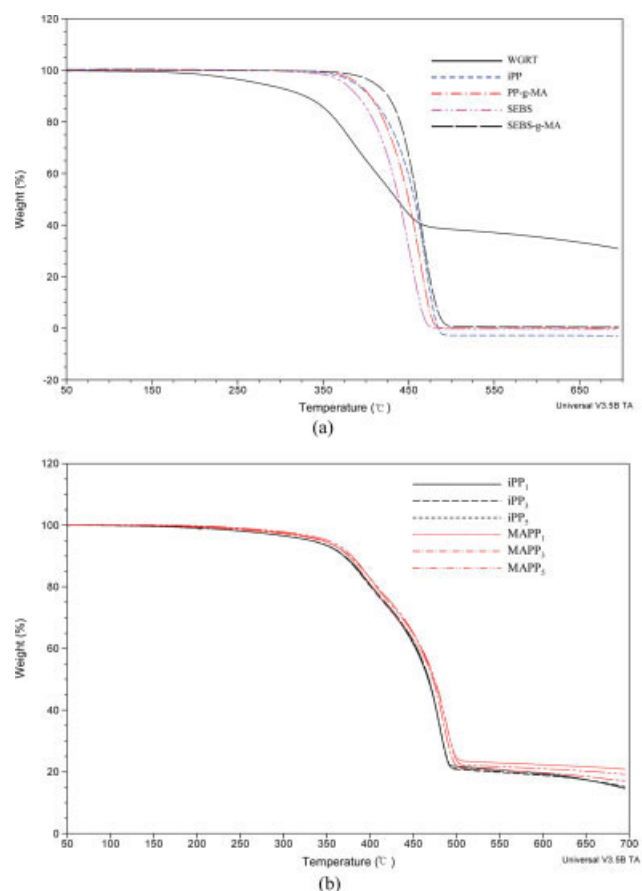 120
100
80
60
40
20
0
-20
Weight (%)
WGRT
iPP
PP-g-MA
SEBS
SEBS-g-MA
50 150 250 350 450 550 650
Temperature (℃)
Universal V3.5B TA
(a)
120
100
80
60
40
20
0
Weight (%)
iPP₁
iPP₃
iPP₅
MAPP₁
MAPP₃
MAPP₅
50 100 150 200 250 300 350 400 450 500 550 600 650 700
Temperature (℃)
Universal V3.5B TA
(b)